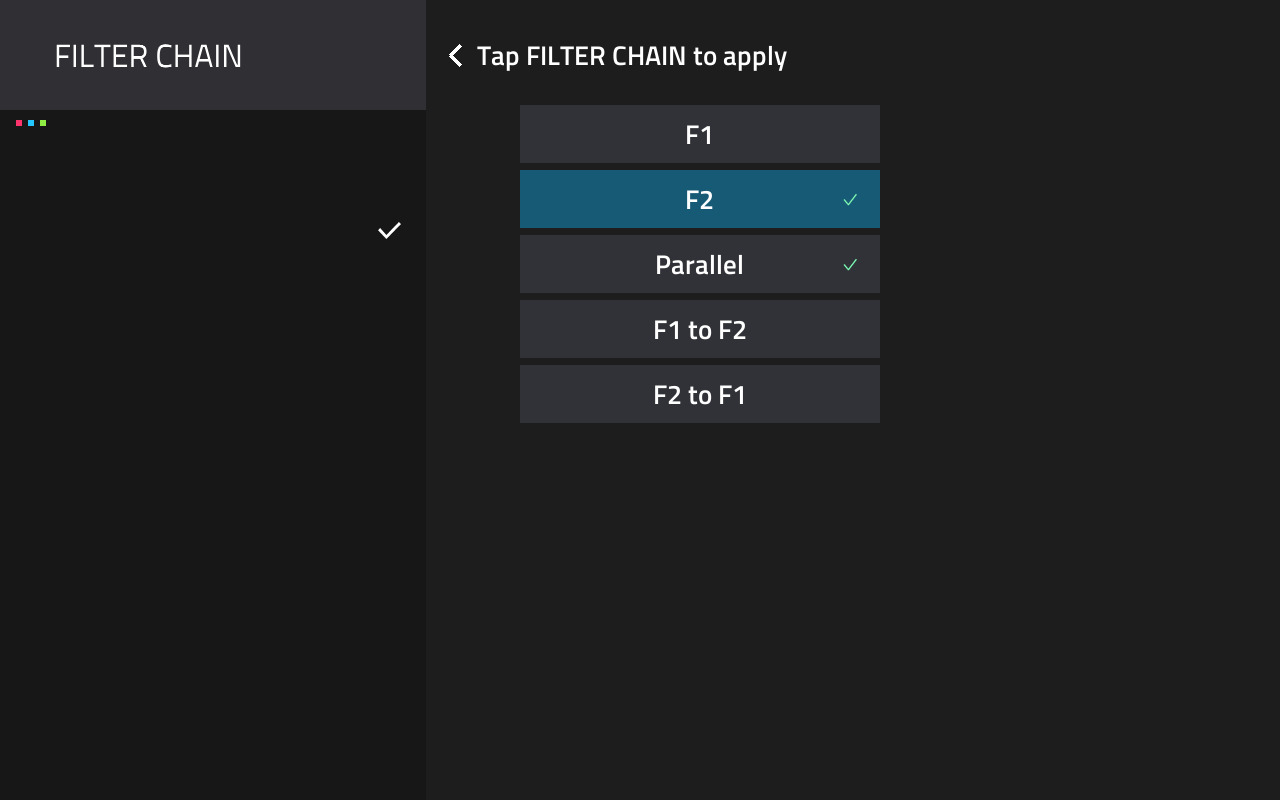 FILTER CHAIN
Tap FILTER CHAIN to apply
F1
F2
Parallel
F1 to F2
F2 to F1